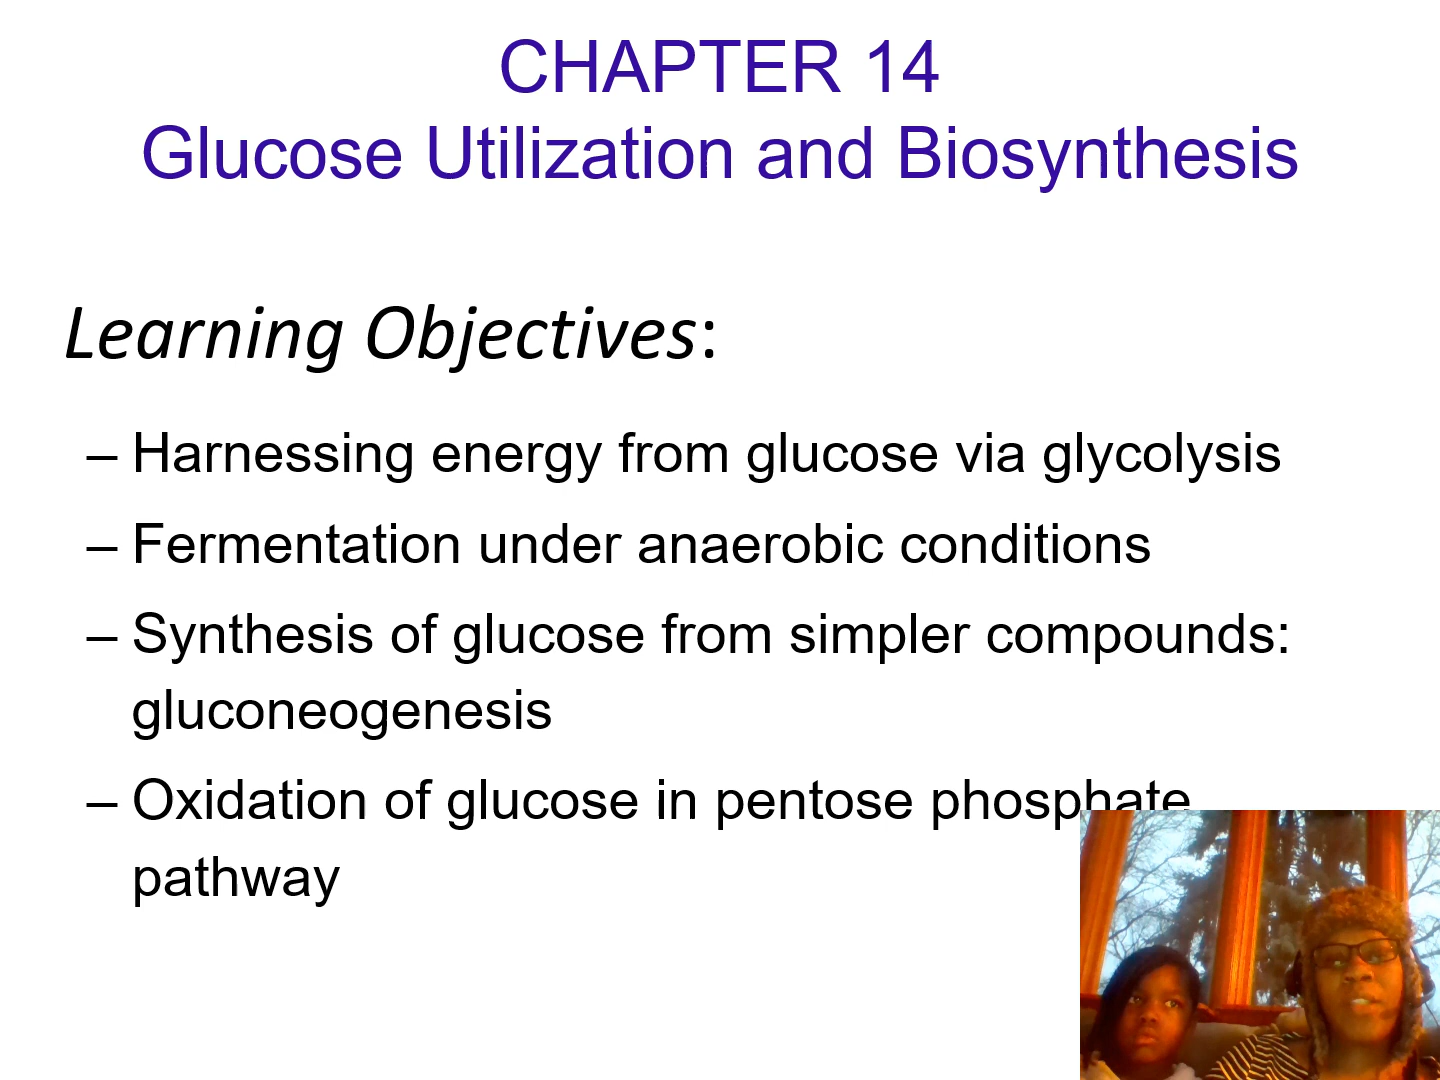 CHAPTER 14
Glucose Utilization and Biosynthesis
Learning Objectives:
– Harnessing energy from glucose via glycolysis
– Fermentation under anaerobic conditions
– Synthesis of glucose from simpler compounds:
gluconeogenesis
– Oxidation of glucose in pentose phosphate
pathway